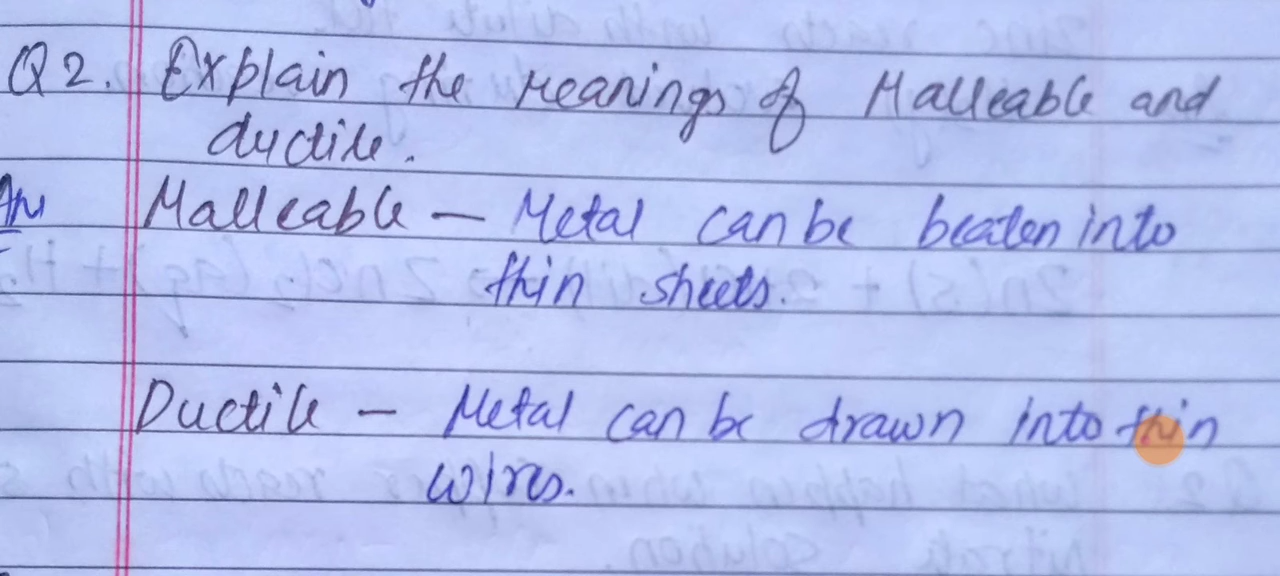 Q2. Explain the Meanings of Malleable and
ductile.
Ans Malleable – Metal can be beaten into
thin sheets.
Ductile – Metal can be drawn into thin
wires.